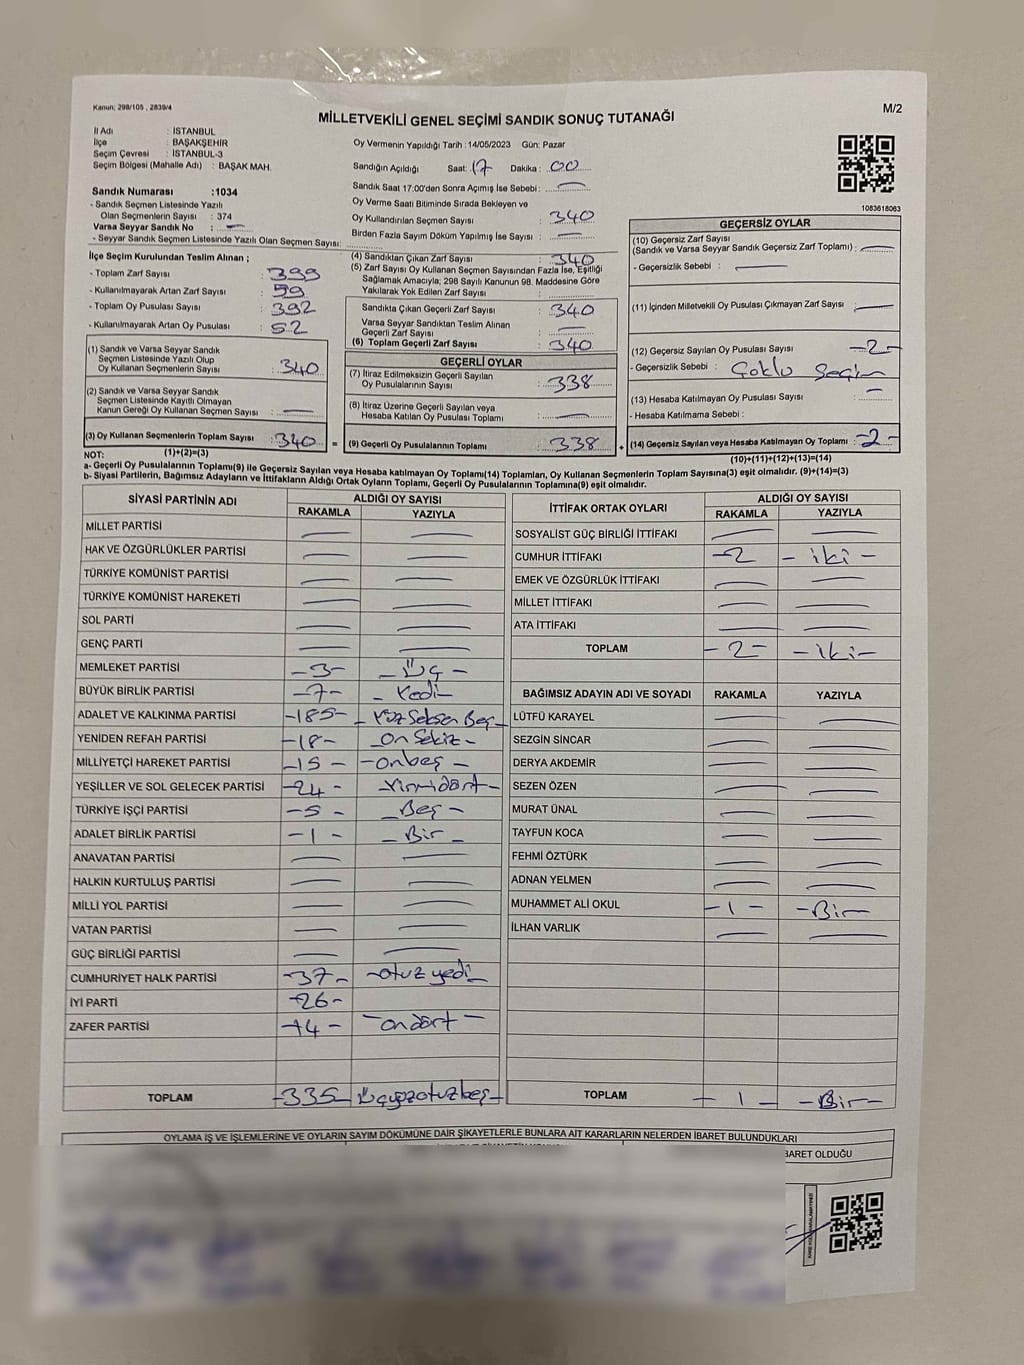 Kanun; 298/105 , 2839/4
M/2
MİLLETVEKİLİ GENEL SEÇİMİ SANDIK SONUÇ TUTANAĞI
İl Adı : İSTANBUL
İlçe : BAŞAKŞEHİR
Seçim Çevresi : İSTANBUL-3
Seçim Bölgesi (Mahalle Adı) : BAŞAK MAH.
Sandık Numarası :1034
- Sandık Seçmen Listesinde Yazılı
Olan Seçmenlerin Sayısı : 374
Varsa Seyyar Sandık No : —
- Seyyar Sandık Seçmen Listesinde Yazılı Olan Seçmen Sayısı:
Oy Vermenin Yapıldığı Tarih : 14/05/2023 Gün: Pazar
Sandığın Açıldığı Saat: 17 Dakika : 00
Sandık Saat 17:00'den Sonra Açılmış İse Sebebi : —
Oy Verme Saati Bitiminde Sırada Bekleyen ve
Oy Kullandırılan Seçmen Sayısı : 340
Birden Fazla Sayım Döküm Yapılmış İse Sayısı : —
1083618063
İlçe Seçim Kurulundan Teslim Alınan ;
- Toplam Zarf Sayısı : 399
- Kullanılmayarak Artan Zarf Sayısı : 59
- Toplam Oy Pusulası Sayısı : 392
- Kullanılmayarak Artan Oy Pusulası : 52
(4) Sandıktan Çıkan Zarf Sayısı : 340
(5) Zarf Sayısı Oy Kullanan Seçmen Sayısından Fazla İse, Eşitliği
Sağlamak Amacıyla; 298 Sayılı Kanunun 98. Maddesine Göre
Yakılarak Yok Edilen Zarf Sayısı :
Sandıkta Çıkan Geçerli Zarf Sayısı : 340
Varsa Seyyar Sandıktan Teslim Alınan
Geçerli Zarf Sayısı : —
(6) Toplam Geçerli Zarf Sayısı : 340
(1) Sandık ve Varsa Seyyar Sandık
Seçmen Listesinde Yazılı Olup
Oy Kullanan Seçmenlerin Sayısı : 340
(2) Sandık ve Varsa Seyyar Sandık
Seçmen Listesinde Kayıtlı Olmayan
Kanun Gereği Oy Kullanan Seçmen Sayısı : —
(3) Oy Kullanan Seçmenlerin Toplam Sayısı : 340 =
(1)+(2)=(3)
GEÇERLİ OYLAR
(7) İtiraz Edilmeksizin Geçerli Sayılan
Oy Pusulalarının Sayısı : 338
(8) İtiraz Üzerine Geçerli Sayılan veya
Hesaba Katılan Oy Pusulası Toplamı : —
(9) Geçerli Oy Pusulalarının Toplamı : 338 +
GEÇERSİZ OYLAR
(10) Geçersiz Zarf Sayısı
(Sandık ve Varsa Seyyar Sandık Geçersiz Zarf Toplamı) : —
- Geçersizlik Sebebi : —
(11) İçinden Milletvekili Oy Pusulası Çıkmayan Zarf Sayısı : —
(12) Geçersiz Sayılan Oy Pusulası Sayısı : -2-
- Geçersizlik Sebebi : Çoklu Seçim
(13) Hesaba Katılmayan Oy Pusulası Sayısı : —
- Hesaba Katılmama Sebebi :
(14) Geçersiz Sayılan veya Hesaba Katılmayan Oy Toplamı : -2-
(10)+(11)+(12)+(13)=(14)
NOT:
a- Geçerli Oy Pusulalarının Toplamı(9) ile Geçersiz Sayılan veya Hesaba katılmayan Oy Toplamı(14) Toplamları, Oy Kullanan Seçmenlerin Toplam Sayısına(3) eşit olmalıdır. (9)+(14)=(3)
b- Siyasi Partilerin, Bağımsız Adayların ve İttifakların Aldığı Ortak Oyların Toplamı, Geçerli Oy Pusulalarının Toplamına(9) eşit olmalıdır.
SİYASİ PARTİNİN ADI ALDIĞI OY SAYISI
RAKAMLA YAZIYLA
MİLLET PARTİSİ — —
HAK VE ÖZGÜRLÜKLER PARTİSİ — —
TÜRKİYE KOMÜNİST PARTİSİ — —
TÜRKİYE KOMÜNİST HAREKETİ — —
SOL PARTİ — —
GENÇ PARTİ — —
MEMLEKET PARTİSİ -3- - Üç -
BÜYÜK BİRLİK PARTİSİ -7- - Yedi
ADALET VE KALKINMA PARTİSİ -185- - Yüz Seksen Beş -
YENİDEN REFAH PARTİSİ -18- - On Sekiz -
MİLLİYETÇİ HAREKET PARTİSİ -15- - onbeş -
YEŞİLLER VE SOL GELECEK PARTİSİ -24- - Yirmidört -
TÜRKİYE İŞÇİ PARTİSİ -5- - Beş -
ADALET BİRLİK PARTİSİ -1- - Bir -
ANAVATAN PARTİSİ — —
HALKIN KURTULUŞ PARTİSİ — —
MİLLİ YOL PARTİSİ — —
VATAN PARTİSİ — —
GÜÇ BİRLİĞİ PARTİSİ — —
CUMHURİYET HALK PARTİSİ -37- -otuz yedi
İYİ PARTİ -26-
ZAFER PARTİSİ -14- - ondört -
TOPLAM -335- Üçyüzotuzbeş-
İTTİFAK ORTAK OYLARI ALDIĞI OY SAYISI
RAKAMLA YAZIYLA
SOSYALİST GÜÇ BİRLİĞİ İTTİFAKI — —
CUMHUR İTTİFAKI -2 - iki -
EMEK VE ÖZGÜRLÜK İTTİFAKI — —
MİLLET İTTİFAKI — —
ATA İTTİFAKI — —
TOPLAM -2- -iki-
BAĞIMSIZ ADAYIN ADI VE SOYADI RAKAMLA YAZIYLA
LÜTFÜ KARAYEL — —
SEZGİN SİNCAR — —
DERYA AKDEMİR — —
SEZEN ÖZEN — —
MURAT ÜNAL — —
TAYFUN KOCA — —
FEHMİ ÖZTÜRK — —
ADNAN YELMEN — —
MUHAMMET ALİ OKUL -1- -Bir-
İLHAN VARLIK — —
TOPLAM - 1 - -Bir-
OYLAMA İŞ VE İŞLEMLERİNE VE OYLARIN SAYIM DÖKÜMÜNE DAİR ŞİKAYETLERLE BUNLARA AİT KARARLARIN NELERDEN İBARET BULUNDUKLARI
BARET OLDUĞU